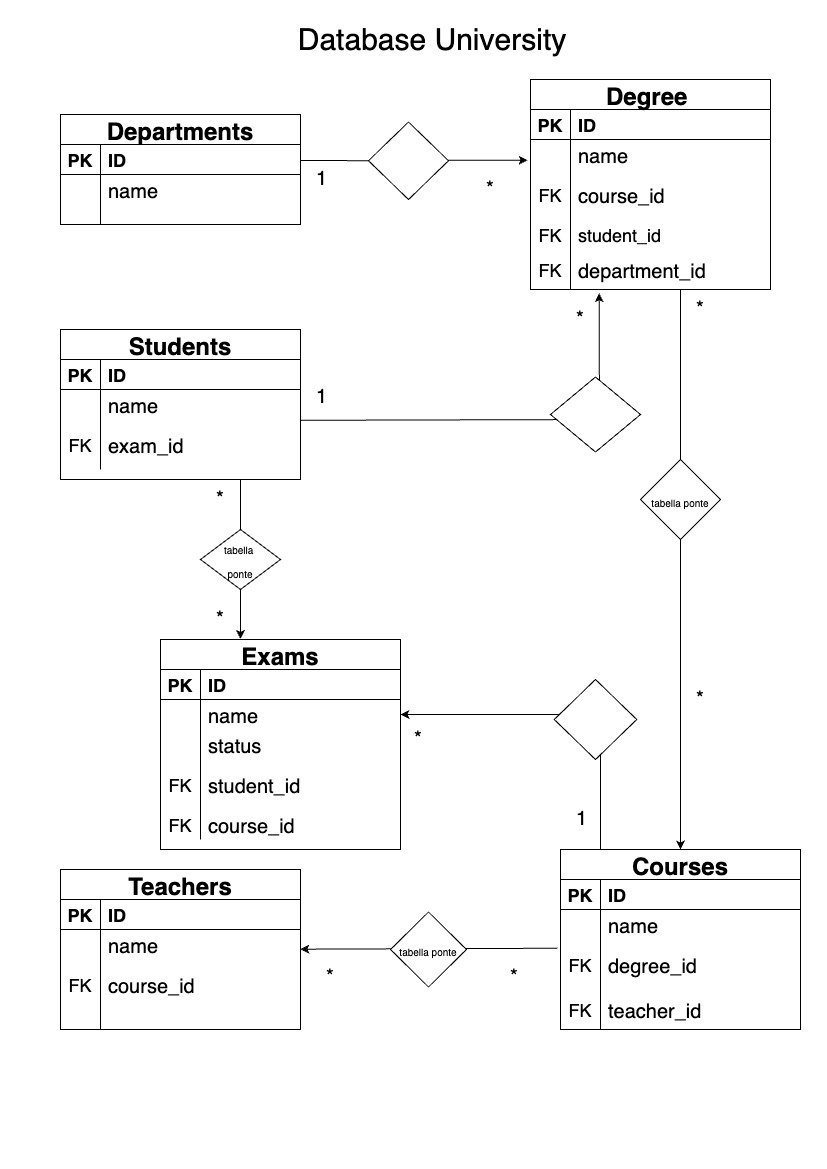 Database University
Departments
PK ID
name
1
*
Degree
PK ID
name
FK course_id
FK student_id
FK department_id
*
*
Students
PK ID
name
FK exam_id
1
*
tabella
ponte
*
tabella ponte
*
Exams
PK ID
name
status
FK student_id
FK course_id
*
1
Teachers
PK ID
name
FK course_id
*
tabella ponte
*
Courses
PK ID
name
FK degree_id
FK teacher_id